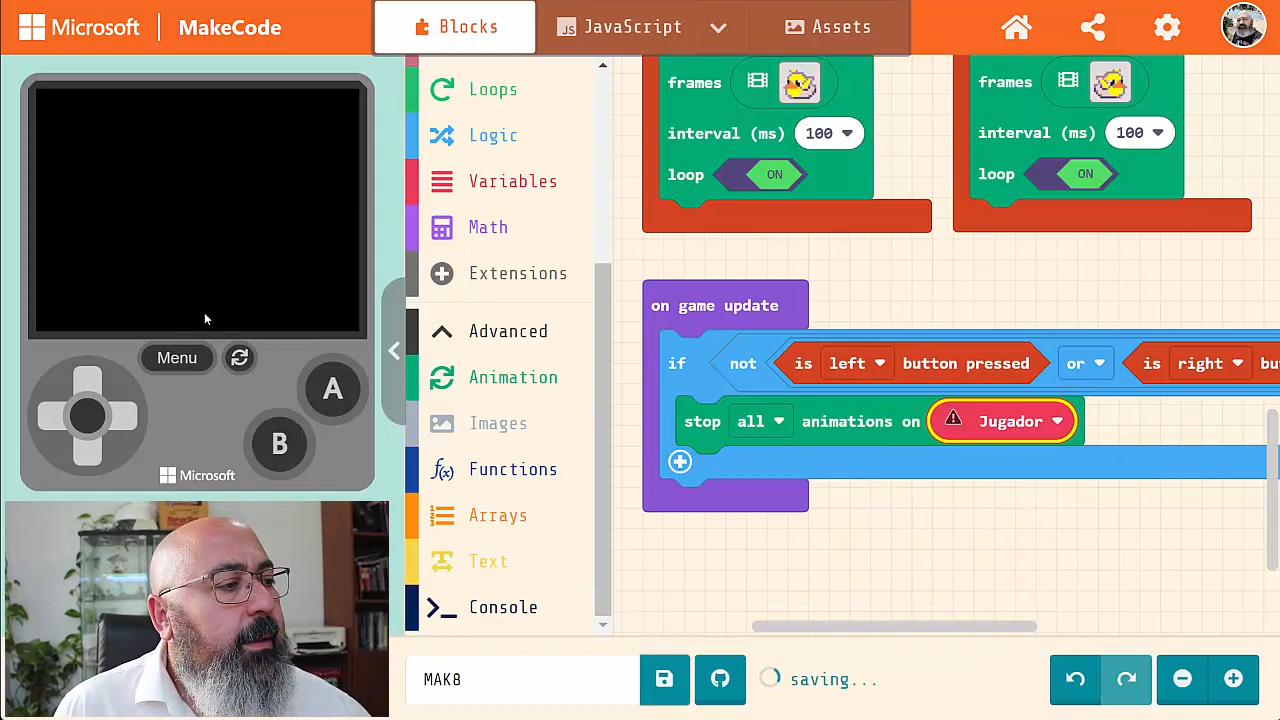 Microsoft
MakeCode
Blocks
JS
JavaScript
Assets
Menu
A
B
Microsoft
Loops
Logic
Variables
Math
Extensions
Advanced
Animation
Images
Functions
Arrays
Text
Console
frames
interval (ms) 100
loop ON
frames
interval (ms) 100
loop ON
on game update
if not is left button pressed or is right bu
stop all animations on Jugador
MAK8
saving...